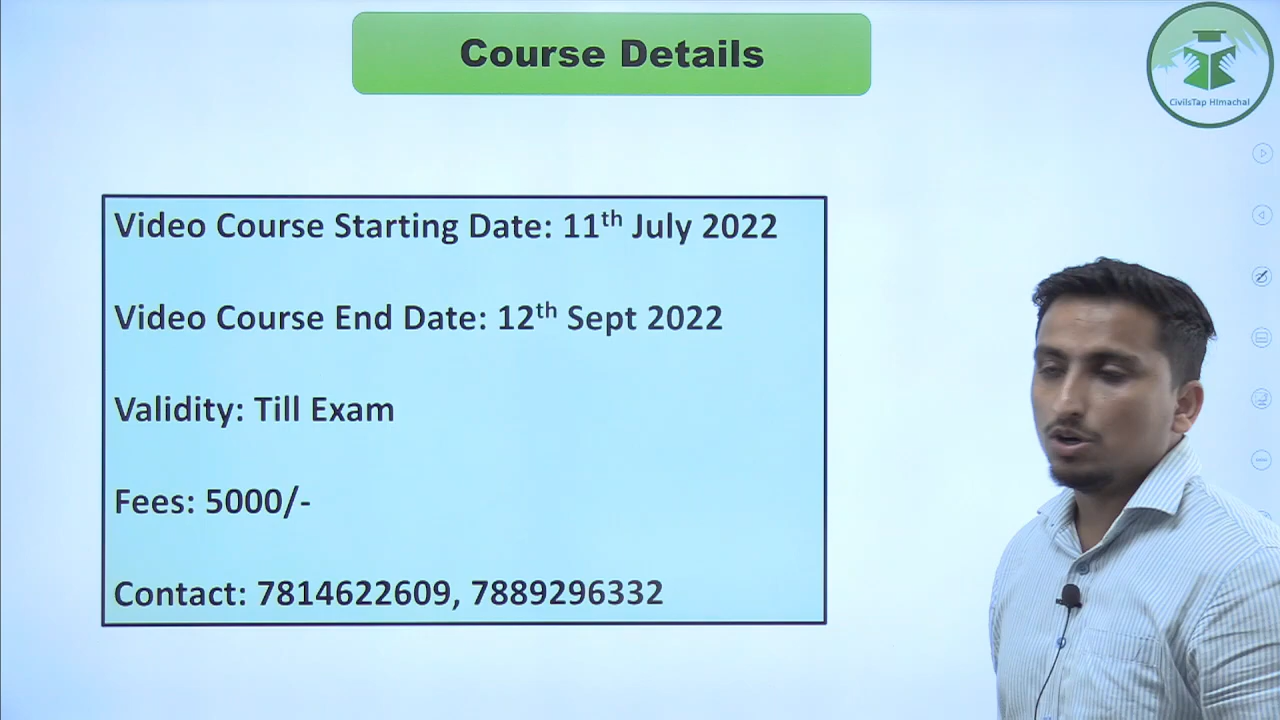 Course Details
CivilsTap HImachal
Video Course Starting Date: 11th July 2022
Video Course End Date: 12th Sept 2022
Validity: Till Exam
Fees: 5000/-
Contact: 7814622609, 7889296332